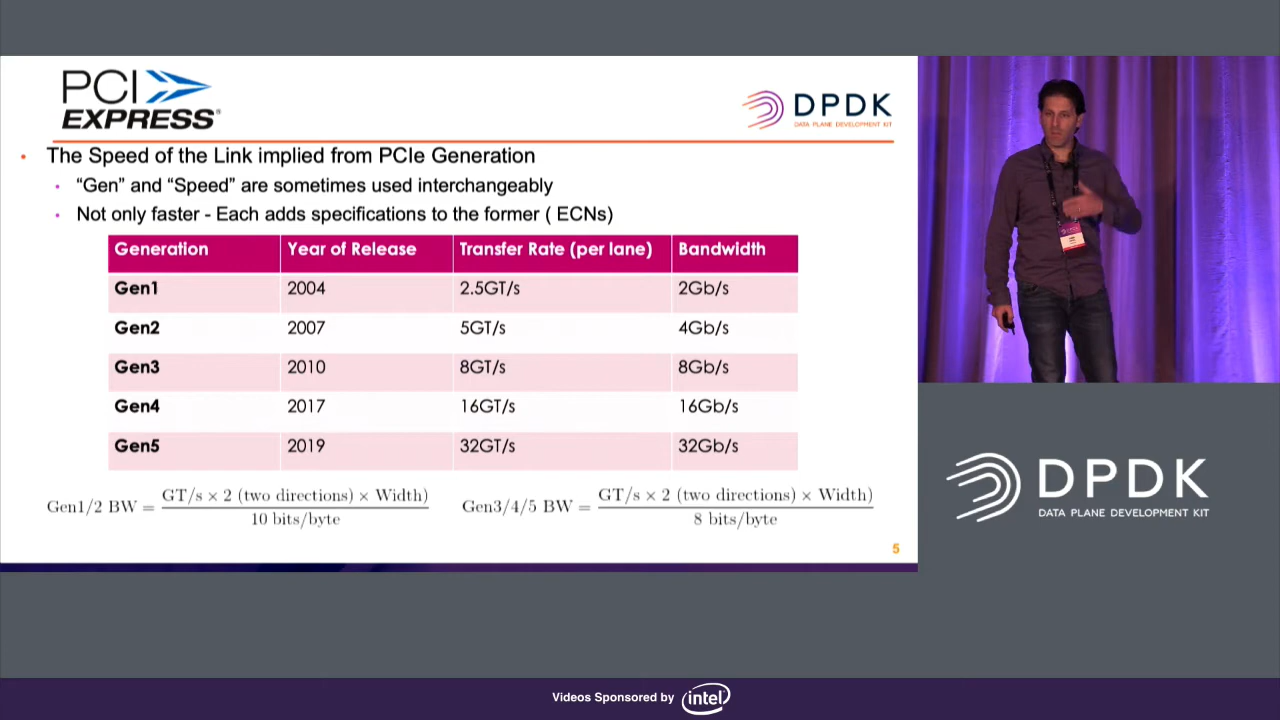 PCI
EXPRESS®
DPDK
DATA PLANE DEVELOPMENT KIT
• The Speed of the Link implied from PCIe Generation
• “Gen” and “Speed” are sometimes used interchangeably
• Not only faster - Each adds specifications to the former ( ECNs)
Generation Year of Release Transfer Rate (per lane) Bandwidth
Gen1 2004 2.5GT/s 2Gb/s
Gen2 2007 5GT/s 4Gb/s
Gen3 2010 8GT/s 8Gb/s
Gen4 2017 16GT/s 16Gb/s
Gen5 2019 32GT/s 32Gb/s
Gen1/2 BW = GT/s × 2 (two directions) × Width) / 10 bits/byte
Gen3/4/5 BW = GT/s × 2 (two directions) × Width) / 8 bits/byte
5
DPDK
DATA PLANE DEVELOPMENT KIT
Videos Sponsored by intel